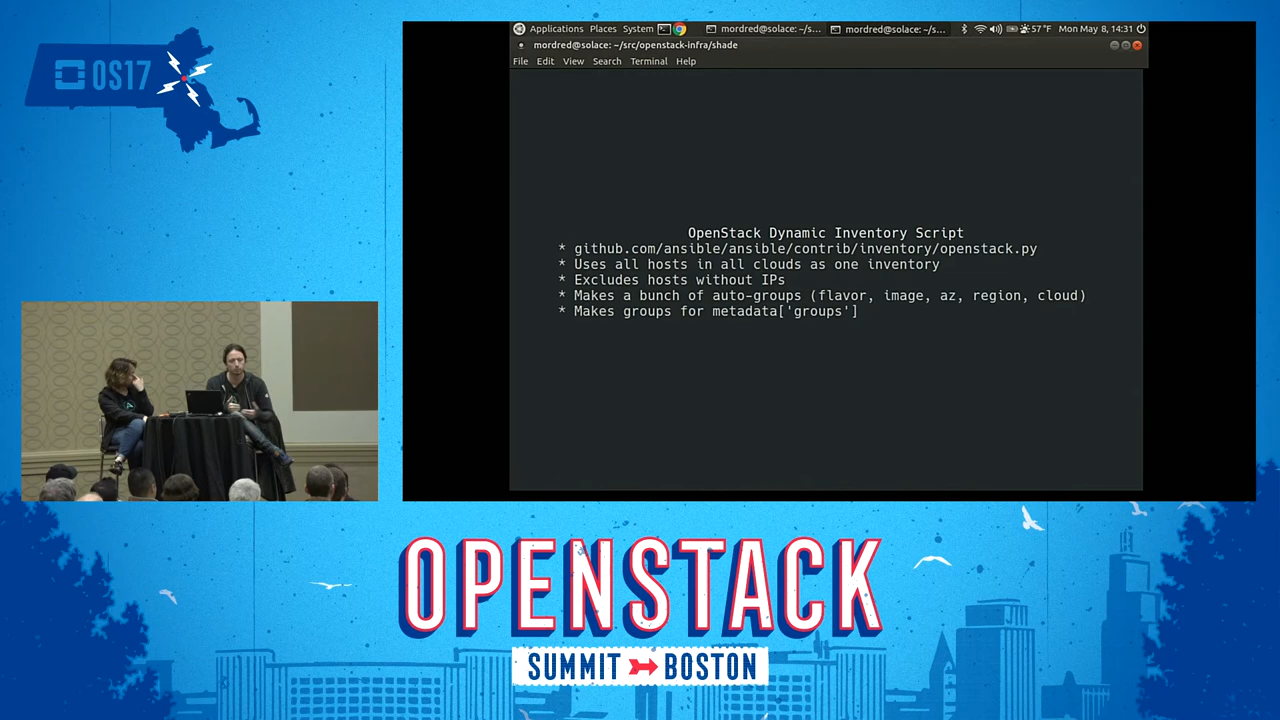 OS17
Applications Places System mordred@solace: ~/s... mordred@solace: ~/s... 57 °F Mon May 8, 14:31
mordred@solace: ~/src/openstack-infra/shade
File Edit View Search Terminal Help
OpenStack Dynamic Inventory Script
* github.com/ansible/ansible/contrib/inventory/openstack.py
* Uses all hosts in all clouds as one inventory
* Excludes hosts without IPs
* Makes a bunch of auto-groups (flavor, image, az, region, cloud)
* Makes groups for metadata['groups']
OPENSTACK
SUMMIT BOSTON